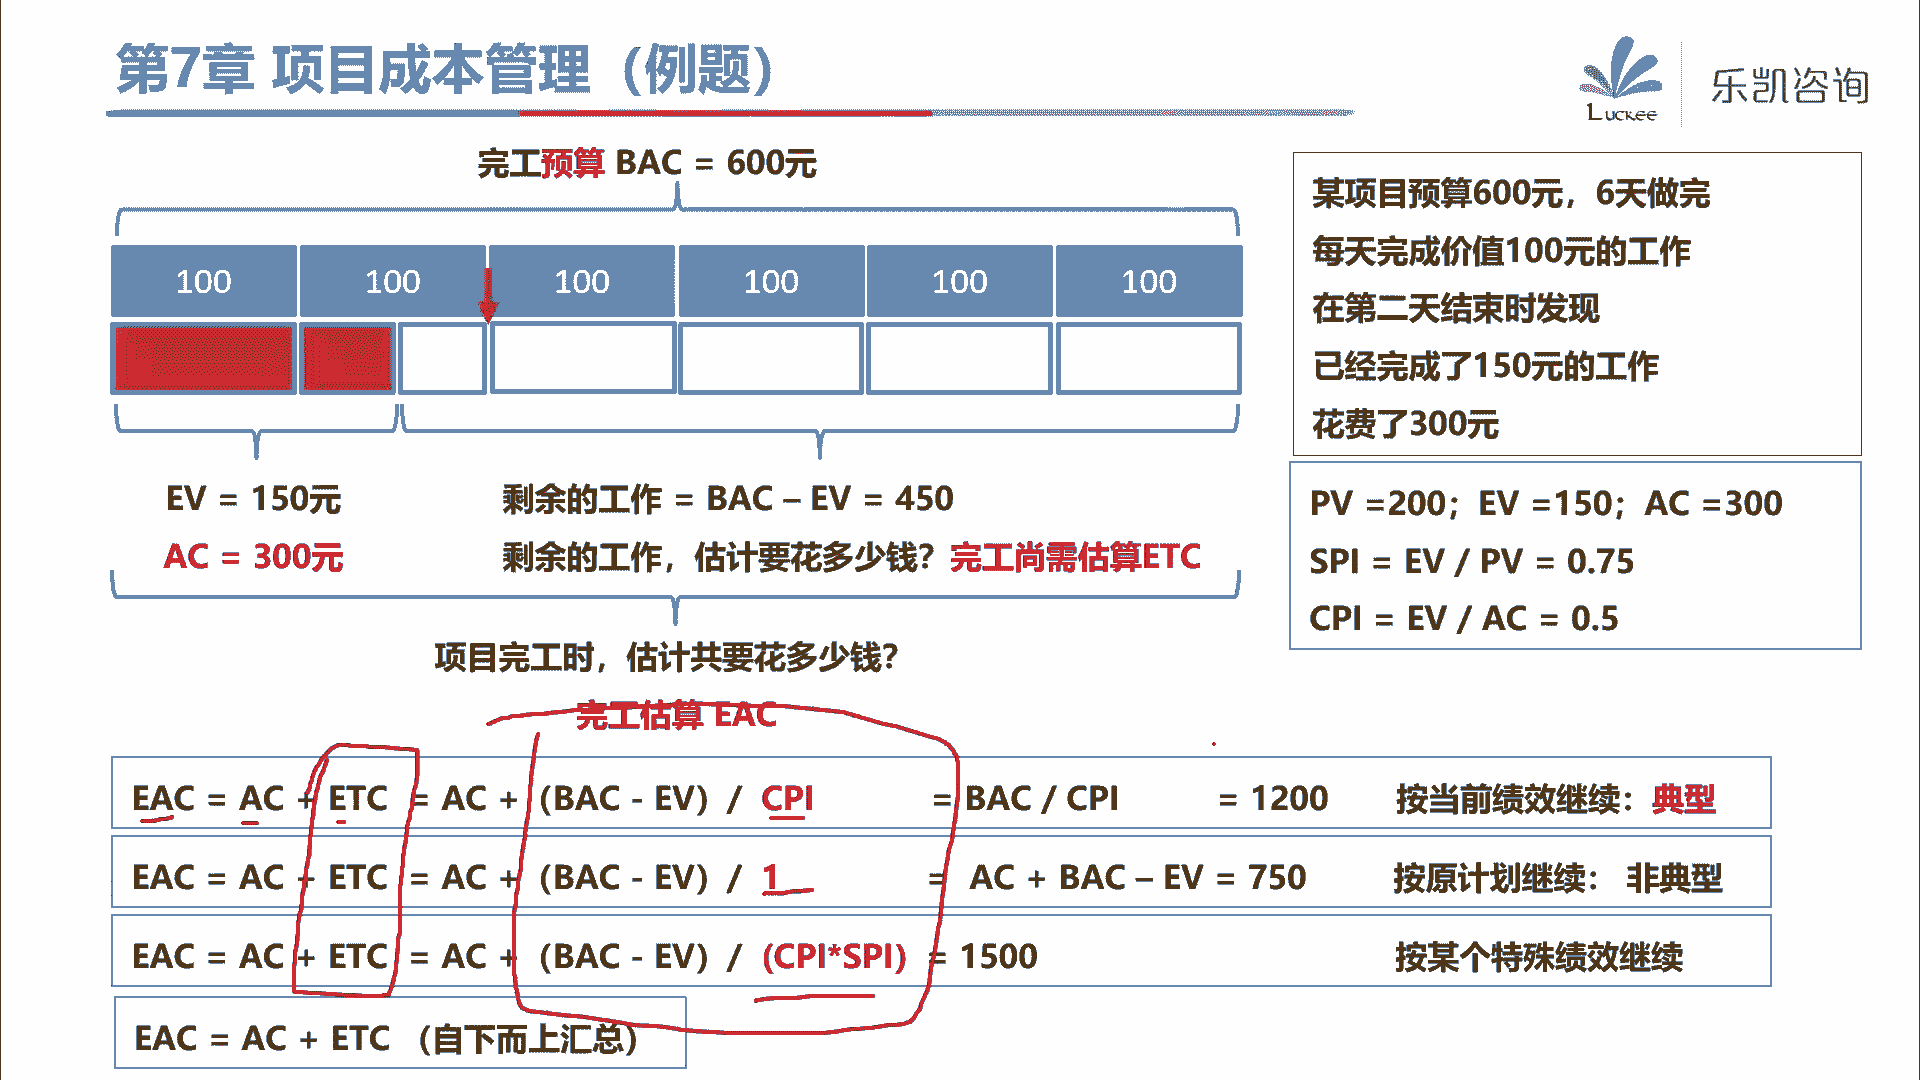 第7章 项目成本管理（例题）
LUCKEE
乐凯咨询
完工预算 BAC = 600元
100 100 100 100 100 100
EV = 150元
AC = 300元
剩余的工作 = BAC – EV = 450
剩余的工作，估计要花多少钱？完工尚需估算ETC
项目完工时，估计共要花多少钱？
完工估算 EAC
某项目预算600元，6天做完
每天完成价值100元的工作
在第二天结束时发现
已经完成了150元的工作
花费了300元
PV =200；EV =150；AC =300
SPI = EV / PV = 0.75
CPI = EV / AC = 0.5
EAC = AC + ETC = AC + （BAC - EV）/ CPI = BAC / CPI = 1200 按当前绩效继续：典型
EAC = AC + ETC = AC + （BAC - EV）/ 1 = AC + BAC – EV = 750 按原计划继续： 非典型
EAC = AC + ETC = AC + （BAC - EV）/ （CPI*SPI） = 1500 按某个特殊绩效继续
EAC = AC + ETC （自下而上汇总）